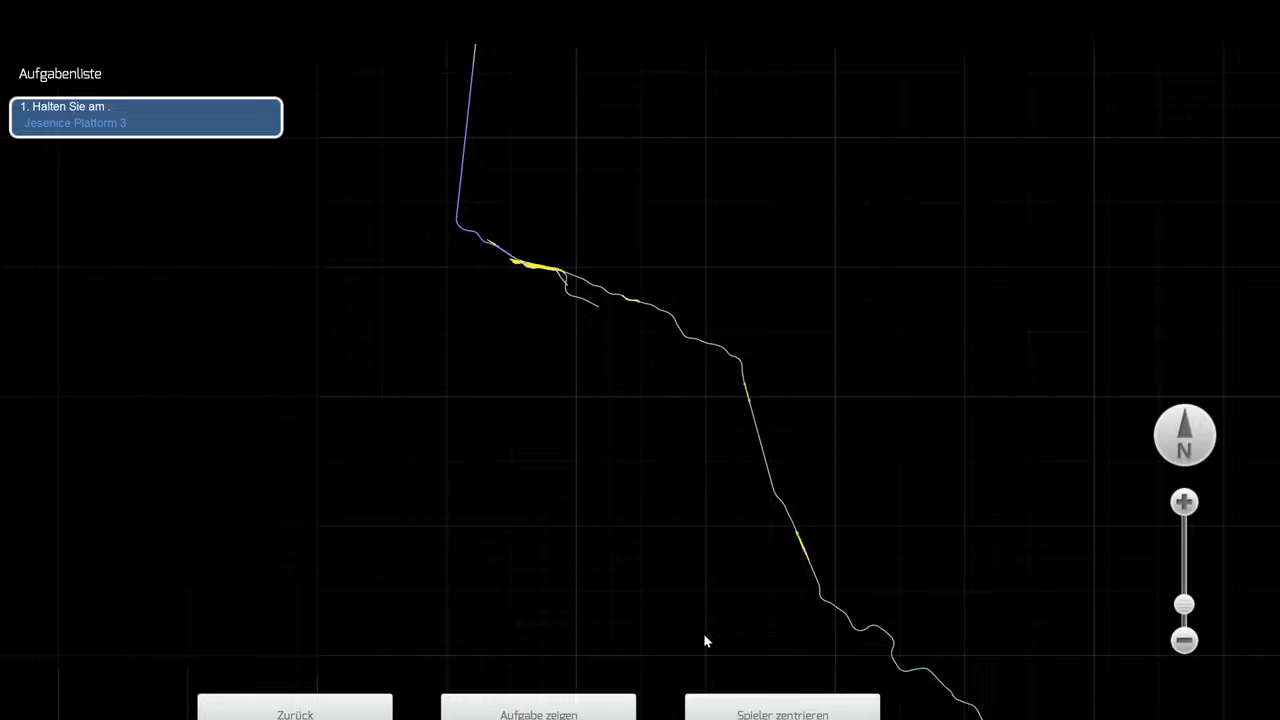 Aufgabenliste
1. Halten Sie am .
Jesenice Platform 3
N
Zurück
Aufgabe zeigen
Spieler zentrieren